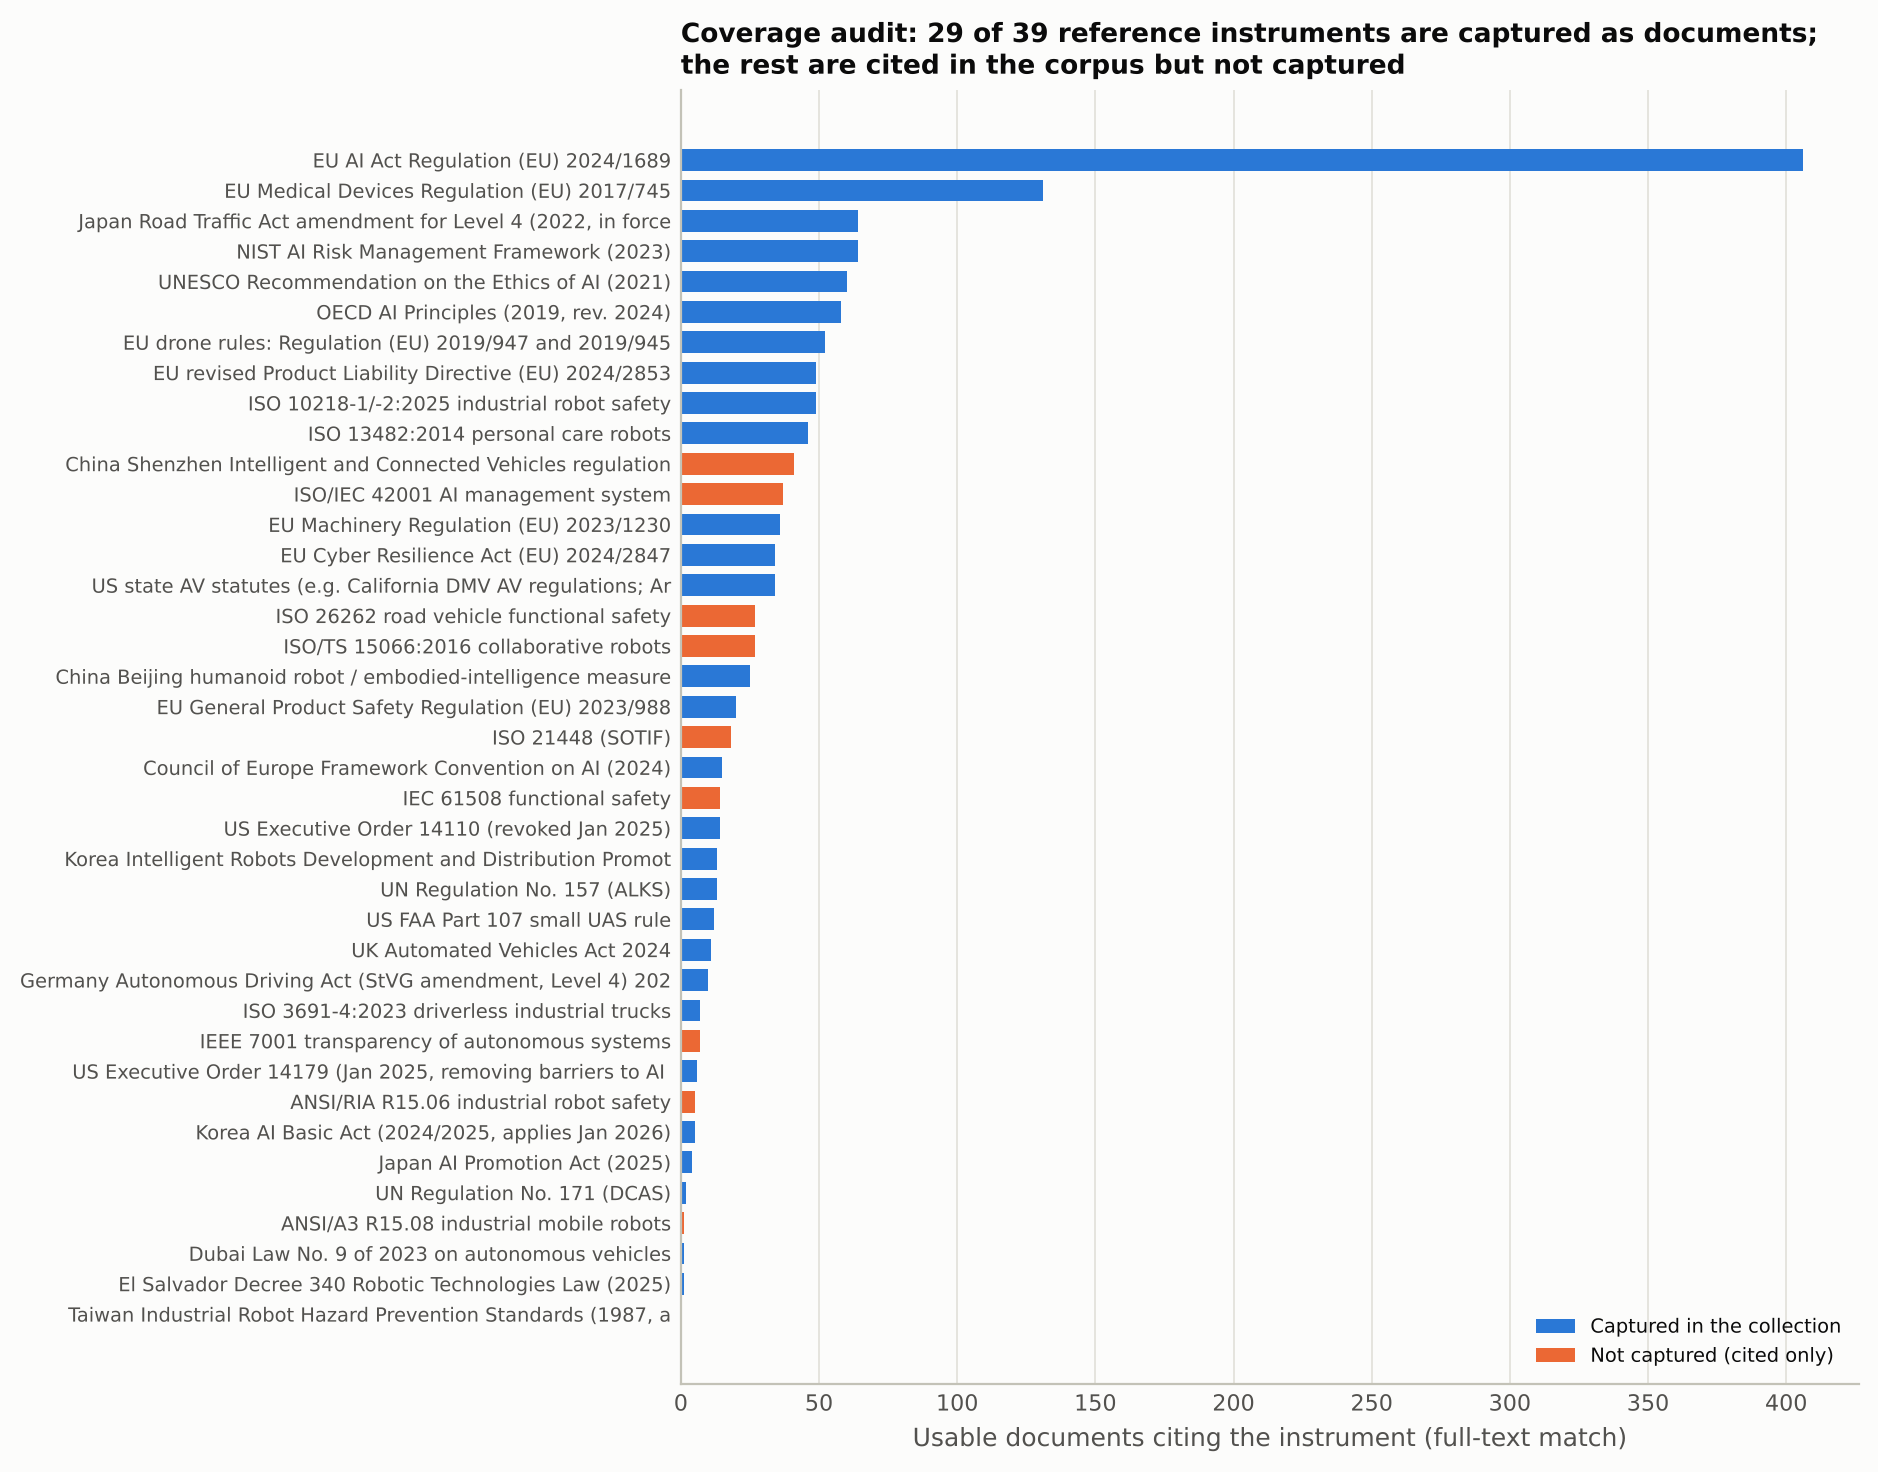 Coverage audit: 29 of 39 reference instruments are captured as documents;
the rest are cited in the corpus but not captured
EU AI Act Regulation (EU) 2024/1689
EU Medical Devices Regulation (EU) 2017/745
Japan Road Traffic Act amendment for Level 4 (2022, in force
NIST AI Risk Management Framework (2023)
UNESCO Recommendation on the Ethics of AI (2021)
OECD AI Principles (2019, rev. 2024)
EU drone rules: Regulation (EU) 2019/947 and 2019/945
EU revised Product Liability Directive (EU) 2024/2853
ISO 10218-1/-2:2025 industrial robot safety
ISO 13482:2014 personal care robots
China Shenzhen Intelligent and Connected Vehicles regulation
ISO/IEC 42001 AI management system
EU Machinery Regulation (EU) 2023/1230
EU Cyber Resilience Act (EU) 2024/2847
US state AV statutes (e.g. California DMV AV regulations; Ar
ISO 26262 road vehicle functional safety
ISO/TS 15066:2016 collaborative robots
China Beijing humanoid robot / embodied-intelligence measure
EU General Product Safety Regulation (EU) 2023/988
ISO 21448 (SOTIF)
Council of Europe Framework Convention on AI (2024)
IEC 61508 functional safety
US Executive Order 14110 (revoked Jan 2025)
Korea Intelligent Robots Development and Distribution Promot
UN Regulation No. 157 (ALKS)
US FAA Part 107 small UAS rule
UK Automated Vehicles Act 2024
Germany Autonomous Driving Act (StVG amendment, Level 4) 202
ISO 3691-4:2023 driverless industrial trucks
IEEE 7001 transparency of autonomous systems
US Executive Order 14179 (Jan 2025, removing barriers to AI
ANSI/RIA R15.06 industrial robot safety
Korea AI Basic Act (2024/2025, applies Jan 2026)
Japan AI Promotion Act (2025)
UN Regulation No. 171 (DCAS)
ANSI/A3 R15.08 industrial mobile robots
Dubai Law No. 9 of 2023 on autonomous vehicles
El Salvador Decree 340 Robotic Technologies Law (2025)
Taiwan Industrial Robot Hazard Prevention Standards (1987, a
Captured in the collection
Not captured (cited only)
0 50 100 150 200 250 300 350 400
Usable documents citing the instrument (full-text match)